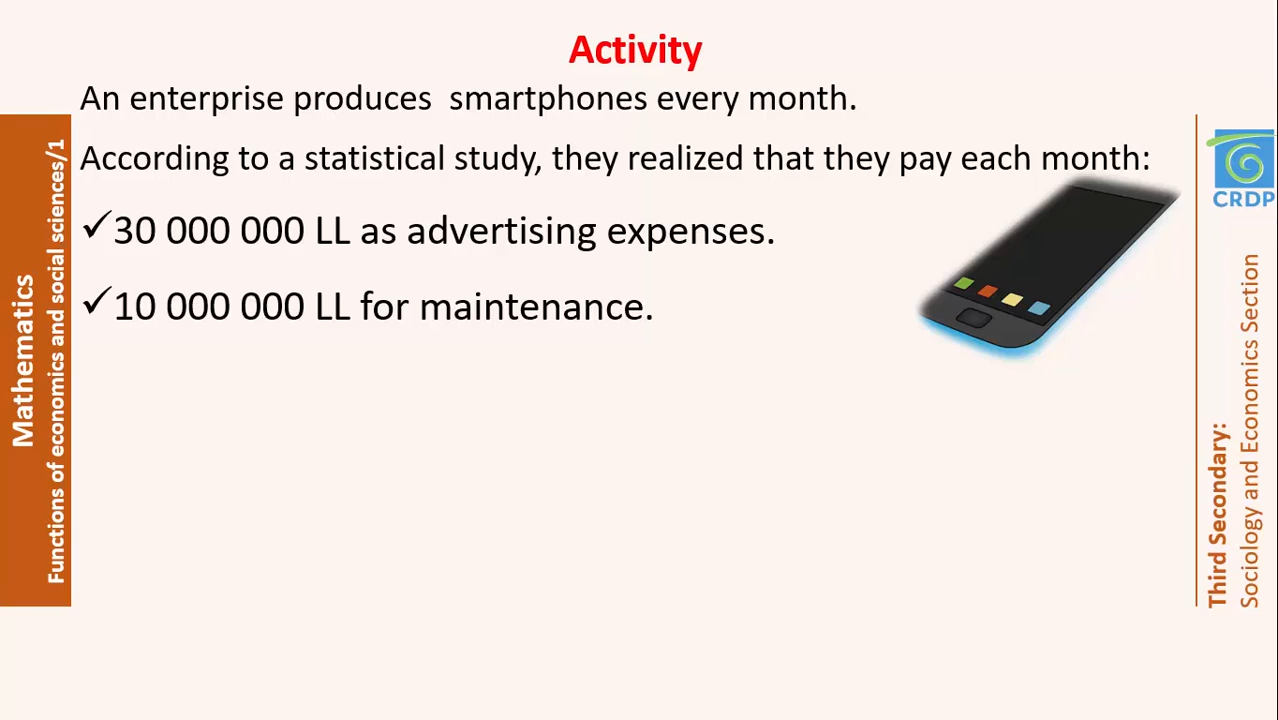 Activity
An enterprise produces smartphones every month.
According to a statistical study, they realized that they pay each month:
✓30 000 000 LL as advertising expenses.
✓10 000 000 LL for maintenance.
Mathematics
Functions of economics and social sciences/1
CRDP
Third Secondary:
Sociology and Economics Section